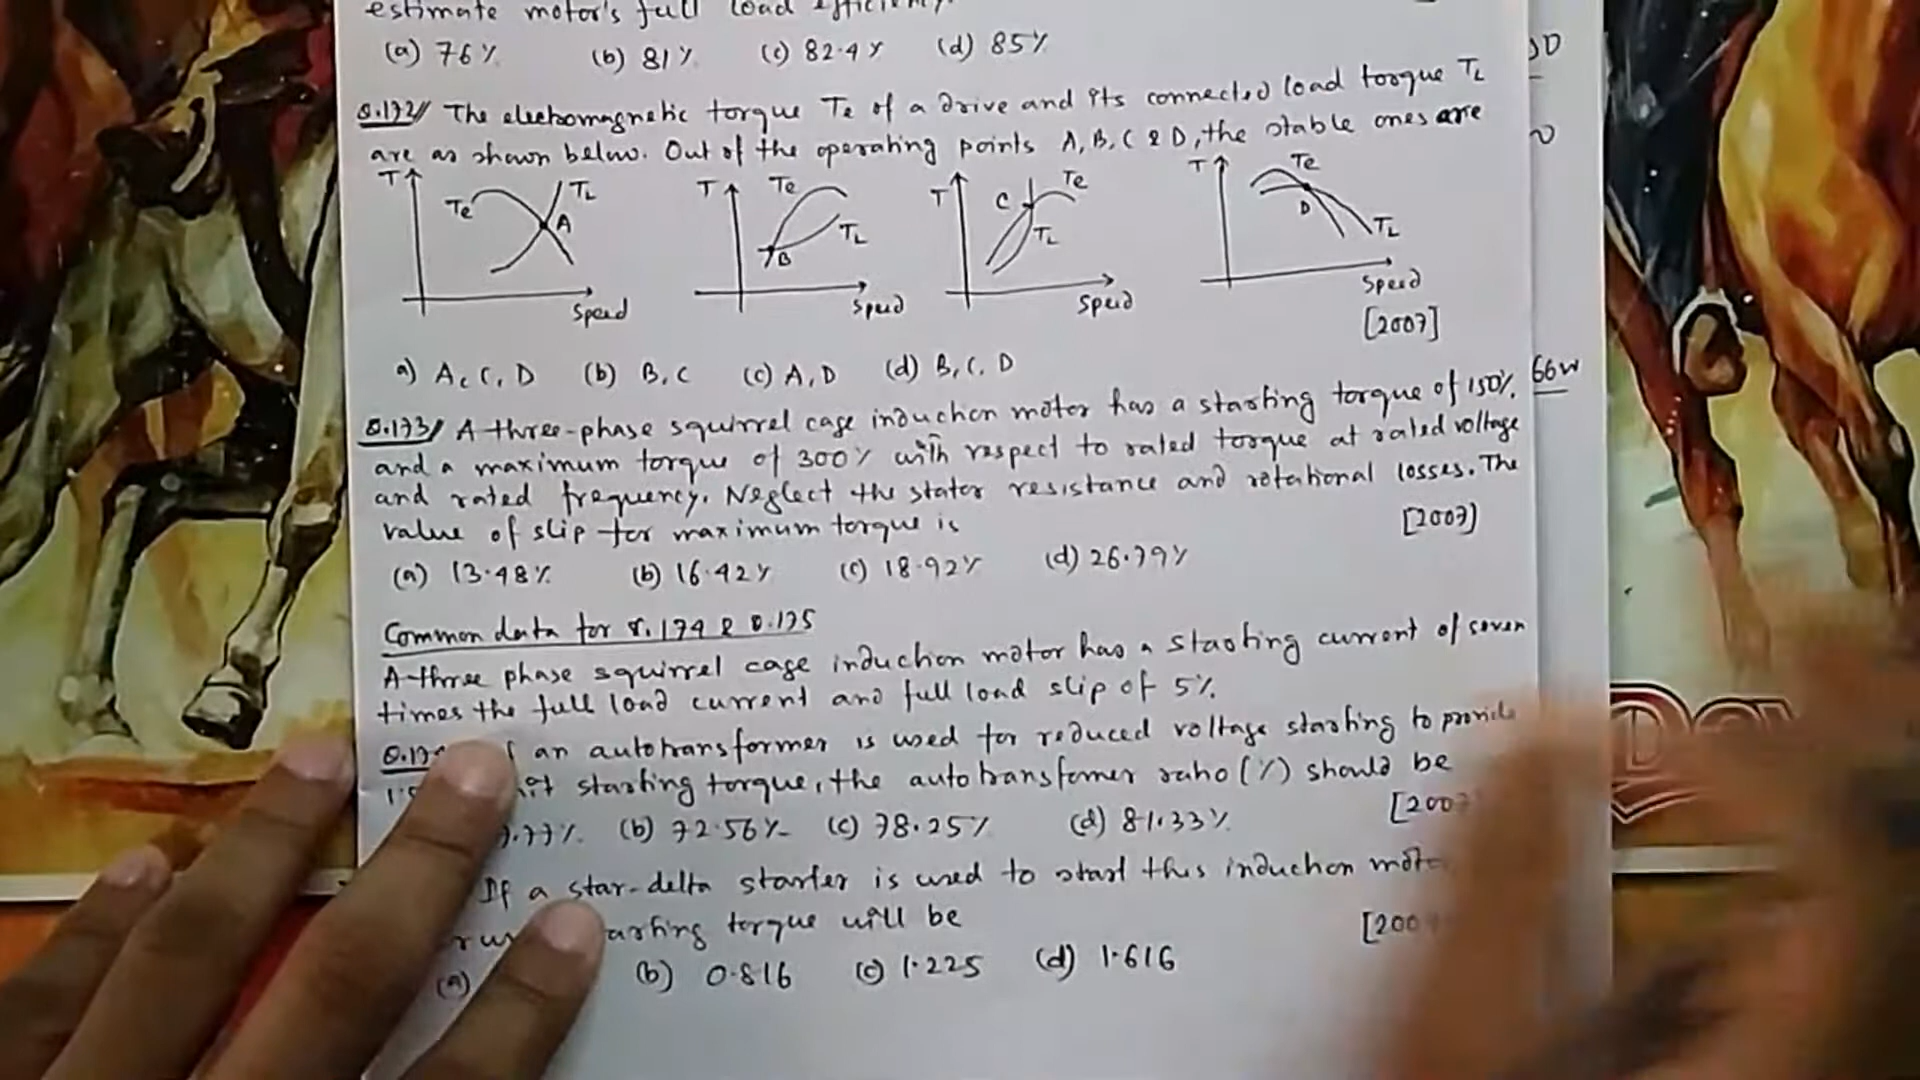 estimate motor's full load efficiency.
(a) 76% (b) 81% (c) 82.4% (d) 85%
Q.172// The electromagnetic torque Te of a drive and its connected load torque TL
are as shown below. Out of the operating points A, B, C & D, the stable ones are
T Te TL A Speed
T Te TL B Speed
T C Te TL Speed
T Te D TL Speed
[2007]
a) A, C, D (b) B, C (c) A, D (d) B, C, D
66W
Q.173// A three-phase squirrel cage induction motor has a starting torque of 150%
and a maximum torque of 300% with respect to rated torque at rated voltage
and rated frequency. Neglect the stator resistance and rotational losses. The
value of slip for maximum torque is [2007]
(a) 13.48% (b) 16.42% (c) 18.92% (d) 26.79%
Common data for Q.174 & Q.175
A three phase squirrel cage induction motor has a starting current of seven
times the full load current and full load slip of 5%.
an autotransformer is used for reduced voltage starting to provide
starting torque, the autotransformer ratio (%) should be
(b) 72.56% (c) 78.25% (d) 81.33%
If a star-delta starter is used to start this induction
torque will be
(a) (b) 0.816 (c) 1.225 (d) 1.616